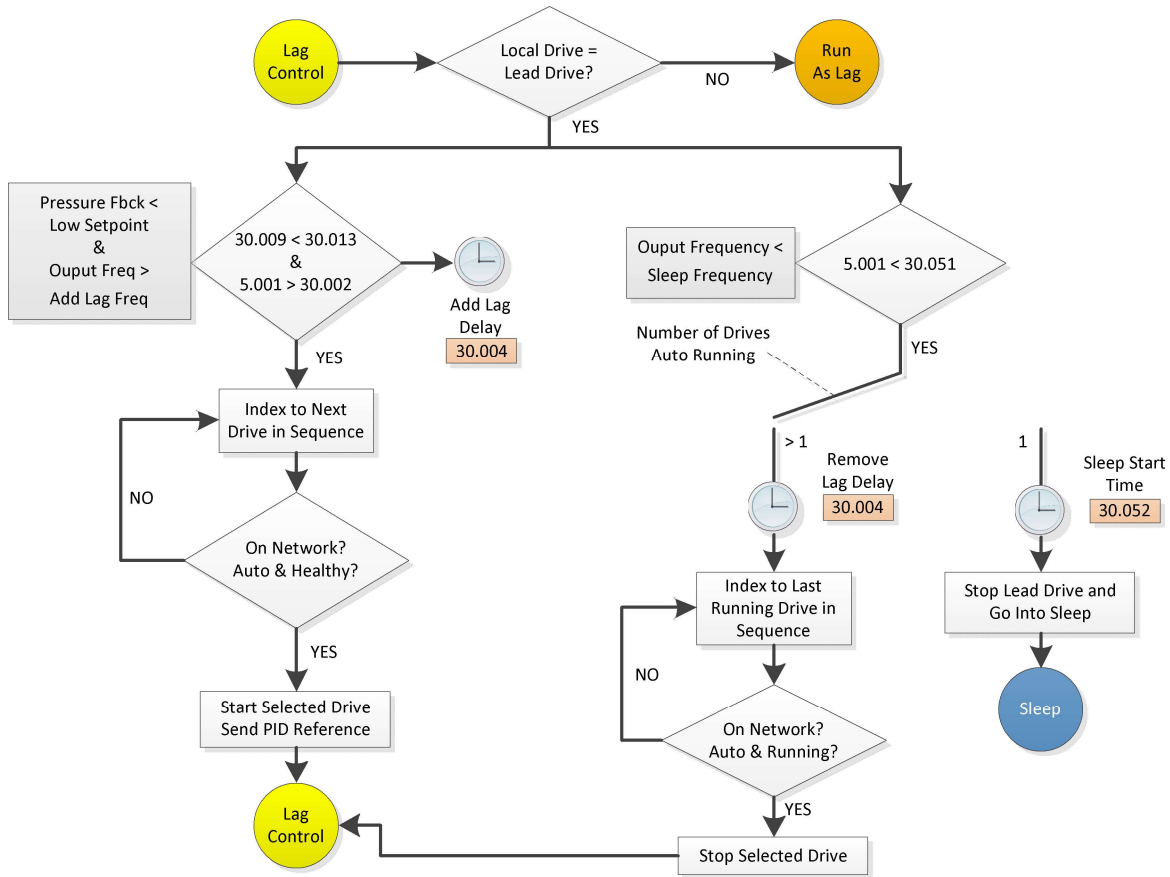 Lag
Control
Local Drive =
Lead Drive?
NO
Run
As Lag
YES
Pressure Fbck <
Low Setpoint
&
Ouput Freq >
Add Lag Freq
30.009 < 30.013
&
5.001 > 30.002
Add Lag
Delay
30.004
YES
Index to Next
Drive in Sequence
NO
On Network?
Auto & Healthy?
YES
Start Selected Drive
Send PID Reference
Lag
Control
Ouput Frequency <
Sleep Frequency
5.001 < 30.051
YES
Number of Drives
Auto Running
> 1
Remove
Lag Delay
30.004
Index to Last
Running Drive in
Sequence
NO
On Network?
Auto & Running?
YES
Stop Selected Drive
1
Sleep Start
Time
30.052
Stop Lead Drive and
Go Into Sleep
Sleep